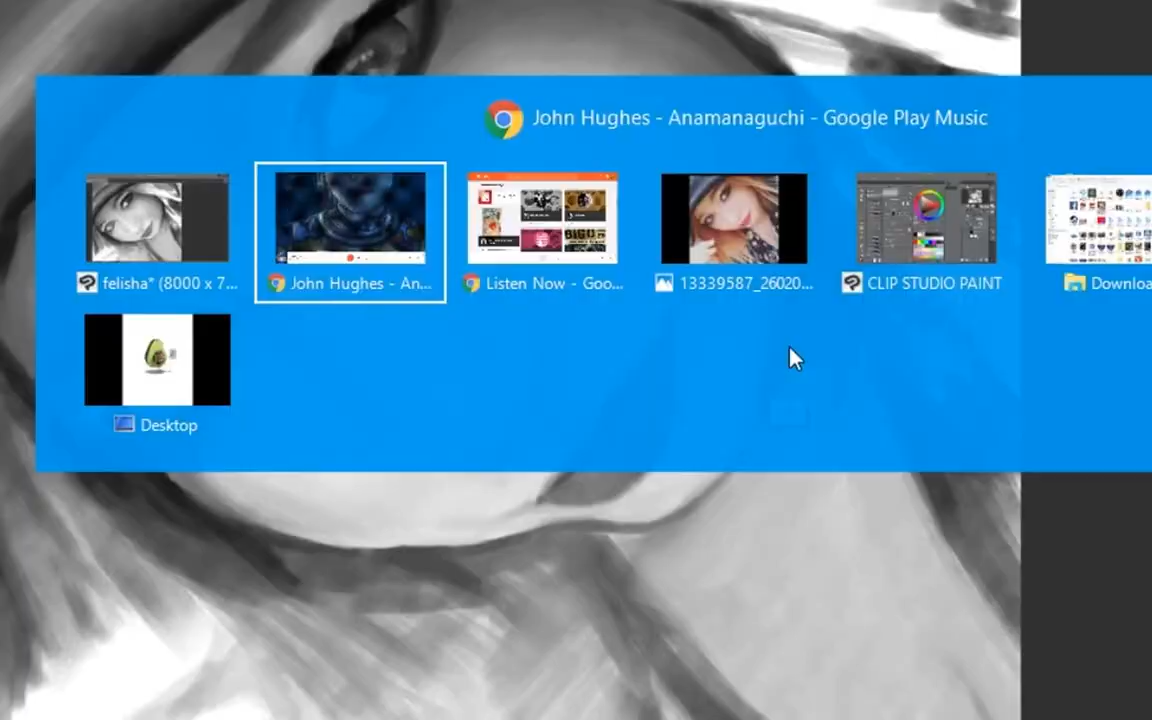 John Hughes - Anamanaguchi - Google Play Music
felisha* (8000 x 7...
John Hughes - An...
Listen Now - Goo...
13339587_26020...
CLIP STUDIO PAINT
Downloa
Desktop